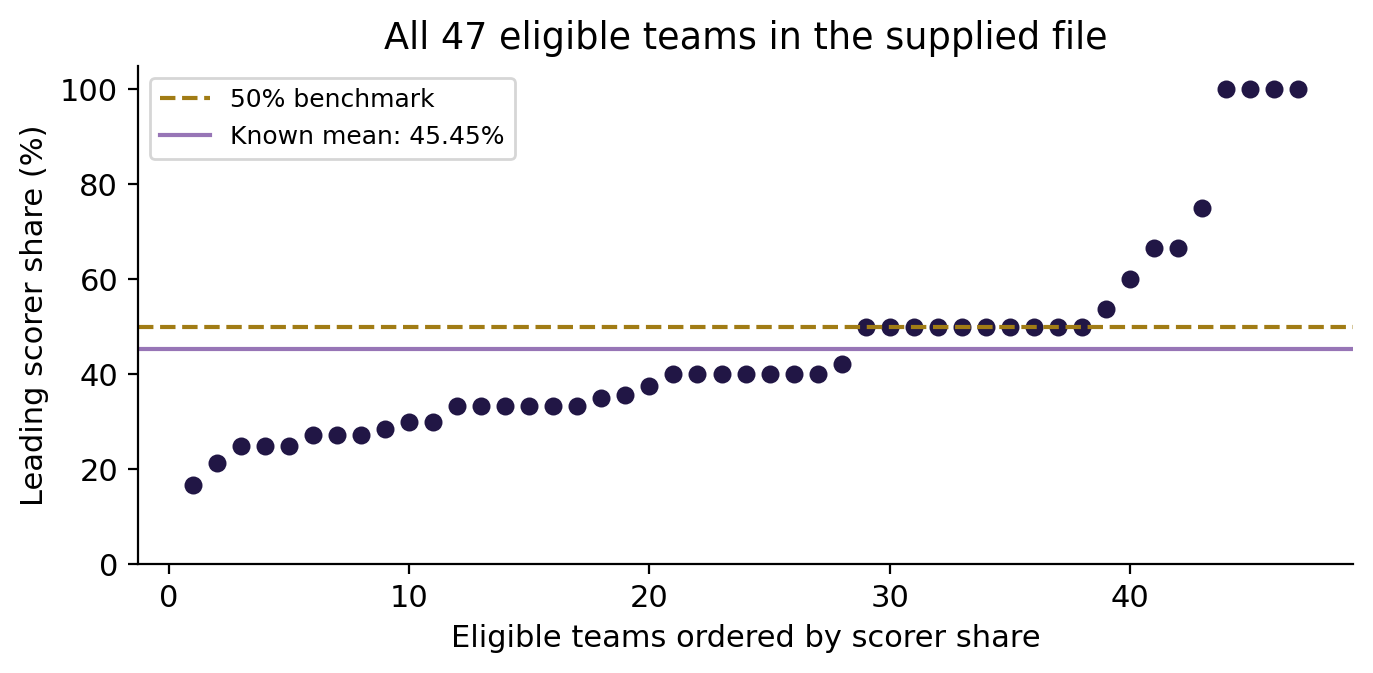 All 47 eligible teams in the supplied file
50% benchmark
Known mean: 45.45%
Leading scorer share (%)
100
80
60
40
20
0
0 10 20 30 40
Eligible teams ordered by scorer share